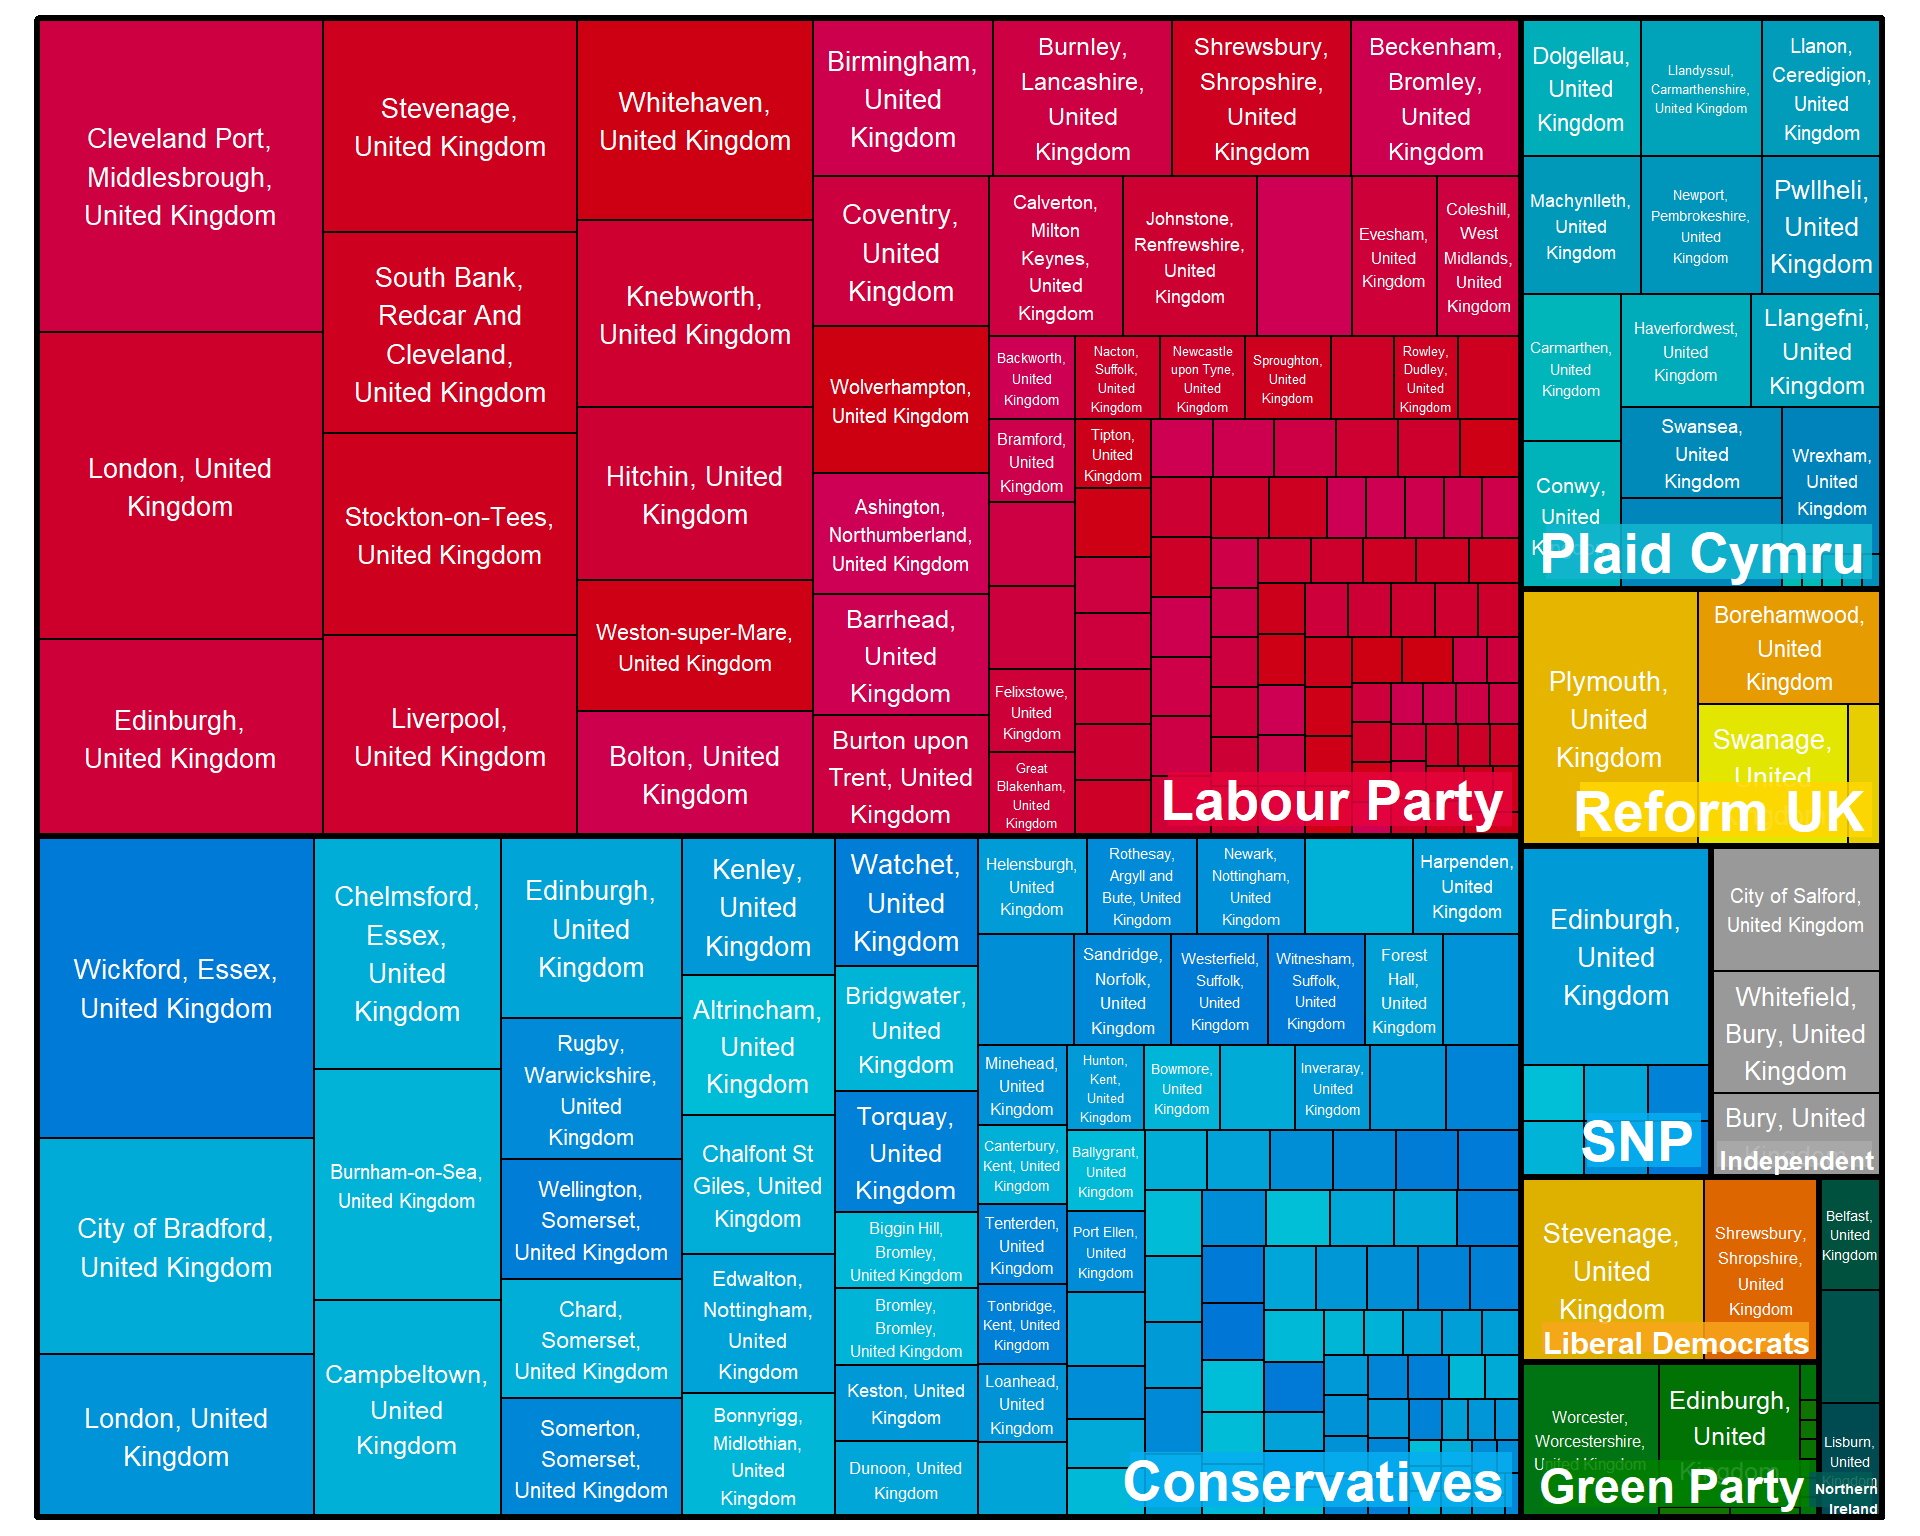 Cleveland Port,
Middlesbrough,
United Kingdom
London, United
Kingdom
Edinburgh,
United Kingdom
Stevenage,
United Kingdom
South Bank,
Redcar And
Cleveland,
United Kingdom
Stockton-on-Tees,
United Kingdom
Liverpool,
United Kingdom
Whitehaven,
United Kingdom
Knebworth,
United Kingdom
Hitchin, United
Kingdom
Weston-super-Mare,
United Kingdom
Bolton, United
Kingdom
Birmingham,
United
Kingdom
Coventry,
United
Kingdom
Wolverhampton,
United Kingdom
Ashington,
Northumberland,
United Kingdom
Barrhead,
United
Kingdom
Burton upon
Trent, United
Kingdom
Burnley,
Lancashire,
United
Kingdom
Shrewsbury,
Shropshire,
United
Kingdom
Beckenham,
Bromley,
United
Kingdom
Calverton,
Milton
Keynes,
United
Kingdom
Johnstone,
Renfrewshire,
United
Kingdom
Evesham,
United
Kingdom
Coleshill,
West
Midlands,
United
Kingdom
Backworth,
United
Kingdom
Nacton,
Suffolk,
United
Kingdom
Newcastle
upon Tyne,
United
Kingdom
Sproughton,
United
Kingdom
Rowley,
Dudley,
United
Kingdom
Bramford,
United
Kingdom
Tipton,
United
Kingdom
Felixstowe,
United
Kingdom
Great
Blakenham,
United
Kingdom
Labour Party
Dolgellau,
United
Kingdom
Llandyssul,
Carmarthenshire,
United Kingdom
Llanon,
Ceredigion,
United
Kingdom
Machynlleth,
United
Kingdom
Newport,
Pembrokeshire,
United
Kingdom
Pwllheli,
United
Kingdom
Carmarthen,
United
Kingdom
Haverfordwest,
United
Kingdom
Llangefni,
United
Kingdom
Swansea,
United
Kingdom
Wrexham,
United
Kingdom
Conwy,
United
Kingdom
Plaid Cymru
Plymouth,
United
Kingdom
Borehamwood,
United
Kingdom
Swanage,
United
Kingdom
Reform UK
Wickford, Essex,
United Kingdom
City of Bradford,
United Kingdom
London, United
Kingdom
Chelmsford,
Essex,
United
Kingdom
Burnham-on-Sea,
United Kingdom
Campbeltown,
United
Kingdom
Edinburgh,
United
Kingdom
Rugby,
Warwickshire,
United
Kingdom
Wellington,
Somerset,
United Kingdom
Chard,
Somerset,
United Kingdom
Somerton,
Somerset,
United Kingdom
Kenley,
United
Kingdom
Altrincham,
United
Kingdom
Chalfont St
Giles, United
Kingdom
Edwalton,
Nottingham,
United
Kingdom
Bonnyrigg,
Midlothian,
United
Kingdom
Watchet,
United
Kingdom
Bridgwater,
United
Kingdom
Torquay,
United
Kingdom
Biggin Hill,
Bromley,
United Kingdom
Bromley,
Bromley,
United Kingdom
Keston, United
Kingdom
Dunoon, United
Kingdom
Helensburgh,
United
Kingdom
Rothesay,
Argyll and
Bute, United
Kingdom
Newark,
Nottingham,
United
Kingdom
Harpenden,
United
Kingdom
Sandridge,
Norfolk,
United
Kingdom
Westerfield,
Suffolk,
United
Kingdom
Witnesham,
Suffolk,
United
Kingdom
Forest
Hall,
United
Kingdom
Minehead,
United
Kingdom
Hunton,
Kent,
United
Kingdom
Bowmore,
United
Kingdom
Inveraray,
United
Kingdom
Canterbury,
Kent, United
Kingdom
Ballygrant,
United
Kingdom
Tenterden,
United
Kingdom
Port Ellen,
United
Kingdom
Tonbridge,
Kent, United
Kingdom
Loanhead,
United
Kingdom
Conservatives
Edinburgh,
United
Kingdom
SNP
City of Salford,
United Kingdom
Whitefield,
Bury, United
Kingdom
Bury, United
Kingdom
Independent
Stevenage,
United
Kingdom
Shrewsbury,
Shropshire,
United
Kingdom
Liberal Democrats
Belfast,
United
Kingdom
Lisburn,
United
Kingdom
Northern
Ireland
Worcester,
Worcestershire,
United Kingdom
Edinburgh,
United
Kingdom
Green Party